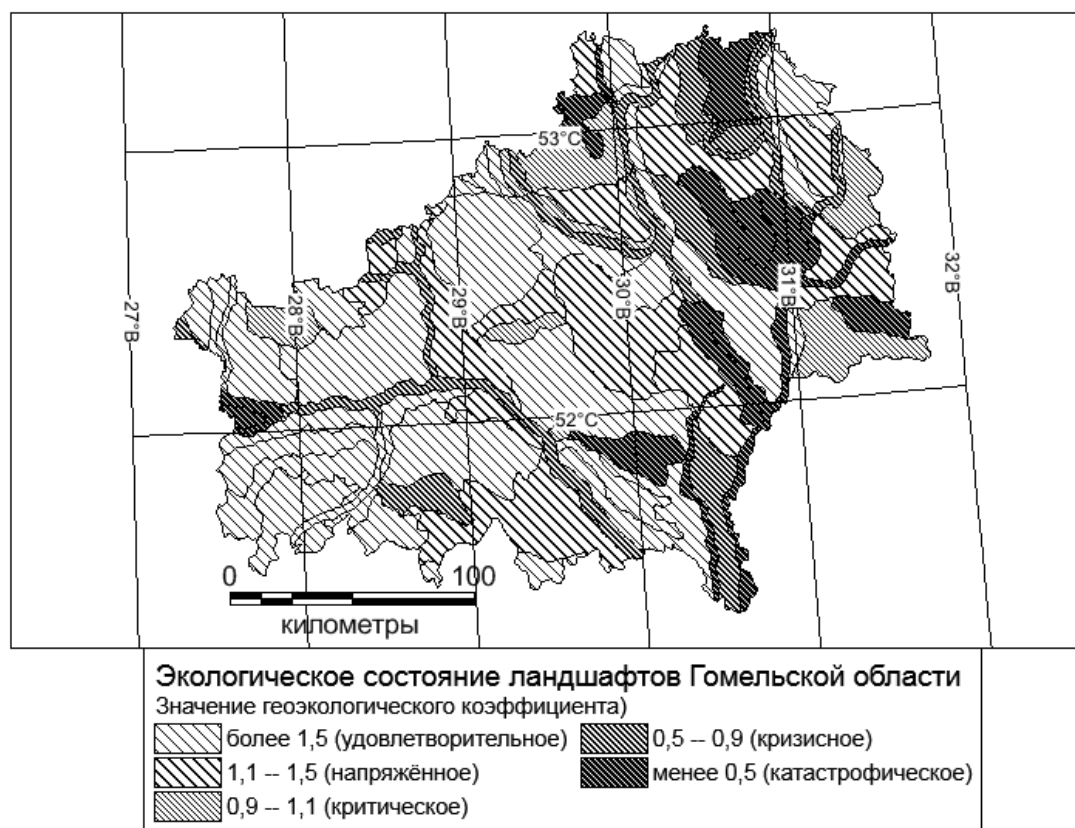 53°С
27°В
28°В
29°В
30°В
31°В
32°В
52°С
0 100
километры
Экологическое состояние ландшафтов Гомельской области
Значение геоэкологического коэффициента)
более 1,5 (удовлетворительное)
0,5 -- 0,9 (кризисное)
1,1 -- 1,5 (напряжённое)
менее 0,5 (катастрофическое)
0,9 -- 1,1 (критическое)